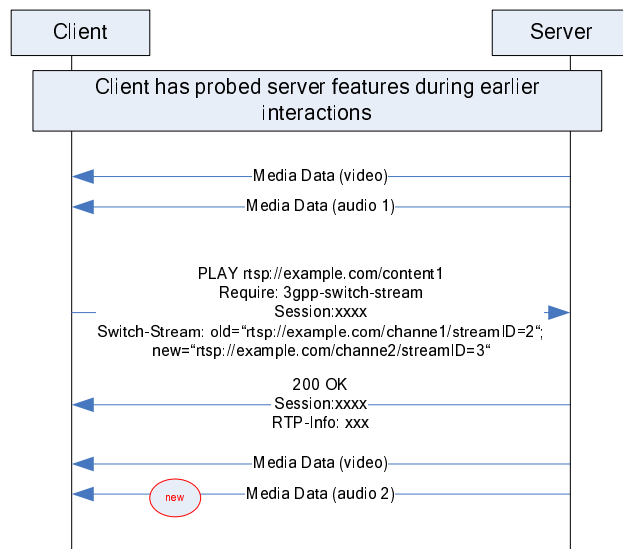 Client
Server
Client has probed server features during earlier
interactions
Media Data (video)
Media Data (audio 1)
PLAY rtsp://example.com/content1
Require: 3gpp-switch-stream
Session:xxxx
Switch-Stream: old=“rtsp://example.com/channe1/streamID=2“;
new=“rtsp://example.com/channe2/streamID=3“
200 OK
Session:xxxx
RTP-Info: xxx
Media Data (video)
new
Media Data (audio 2)